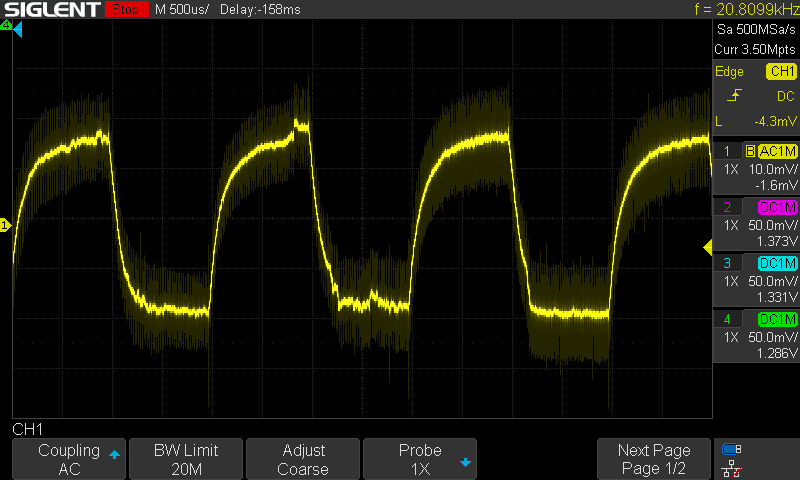 SIGLENT Stop M 500us/ Delay:-158ms f = 20.8099kHz
Sa 500MSa/s
Curr 3.50Mpts
Edge CH1
DC
L -4.3mV
1 B AC1M
1X 10.0mV/
-1.6mV
2 DC1M
1X 50.0mV/
1.373V
3 DC1M
1X 50.0mV/
1.331V
4 DC1M
1X 50.0mV/
1.286V
4
1
CH1
Coupling BW Limit Adjust Probe Next Page
AC 20M Coarse 1X Page 1/2